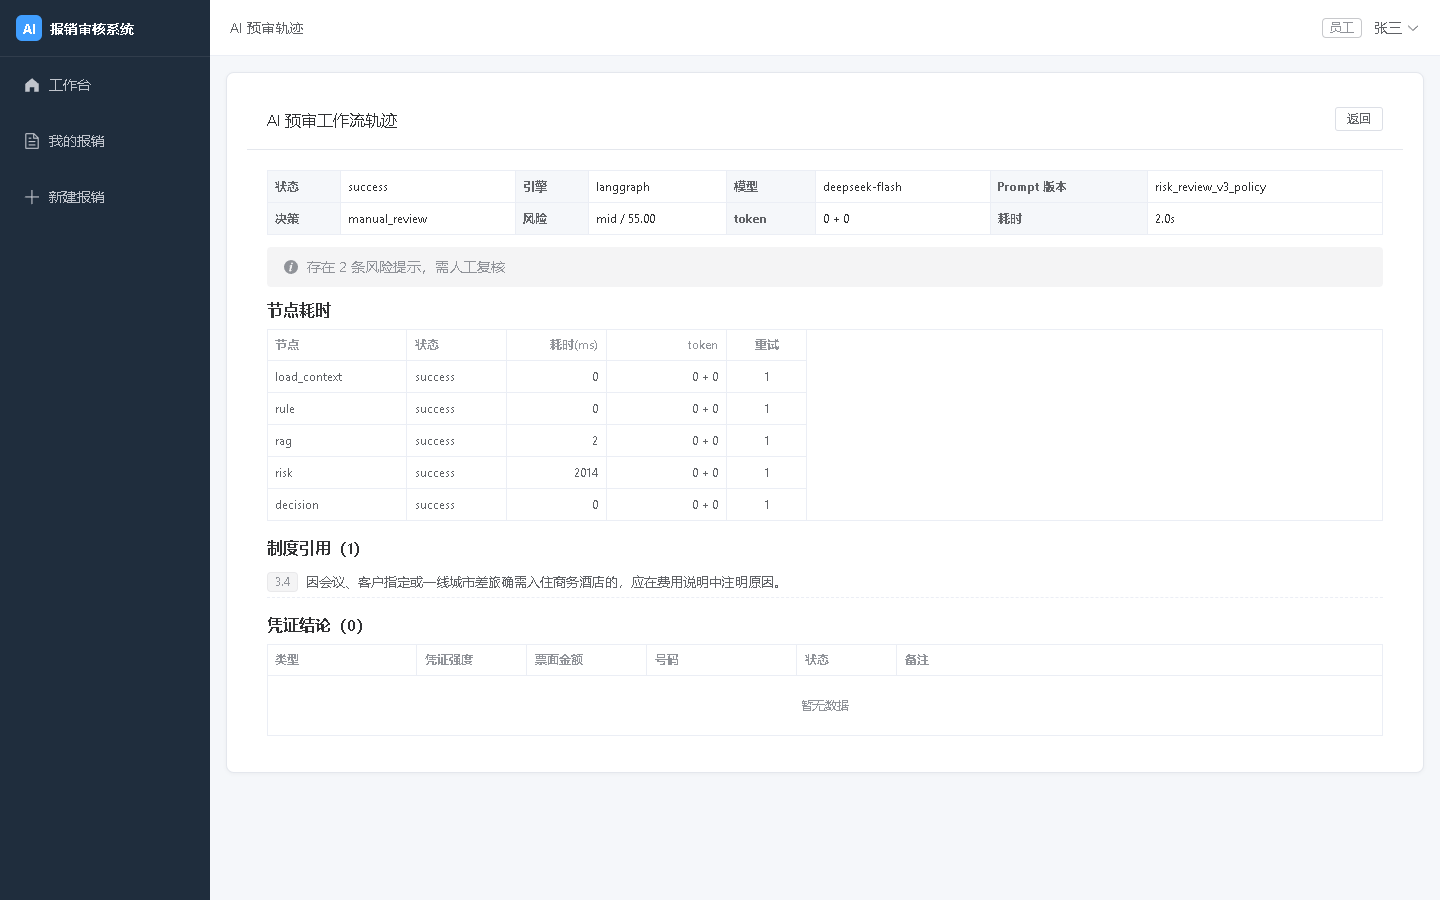 AI 报销审核系统
AI 预审轨迹
员工 张三
工作台
我的报销
新建报销
AI 预审工作流轨迹
返回
状态 success 引擎 langgraph 模型 deepseek-flash Prompt 版本 risk_review_v3_policy
决策 manual_review 风险 mid / 55.00 token 0 + 0 耗时 2.0s
存在 2 条风险提示，需人工复核
节点耗时
节点 状态 耗时(ms) token 重试
load_context success 0 0 + 0 1
rule success 0 0 + 0 1
rag success 2 0 + 0 1
risk success 2014 0 + 0 1
decision success 0 0 + 0 1
制度引用（1）
3.4 因会议、客户指定或一线城市差旅确需入住商务酒店的，应在费用说明中注明原因。
凭证结论（0）
类型 凭证强度 票面金额 号码 状态 备注
暂无数据